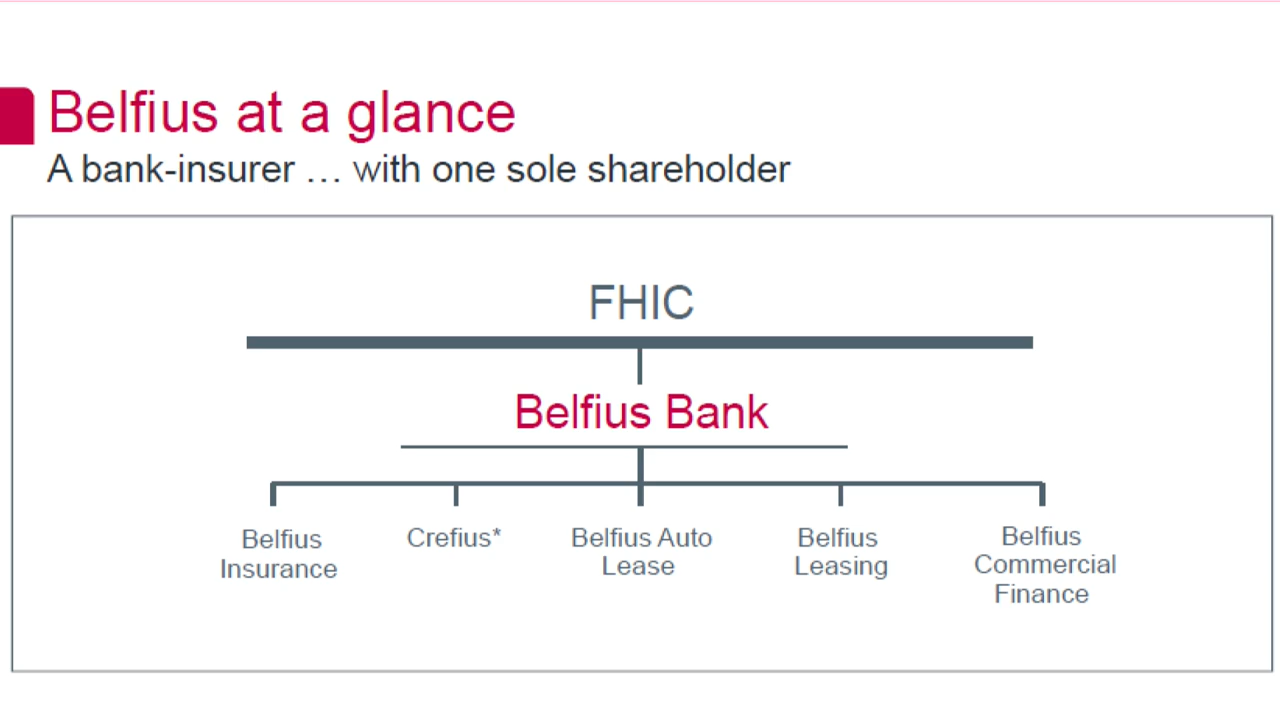 Belfius at a glance
A bank-insurer … with one sole shareholder
FHIC
Belfius Bank
Belfius
Insurance
Crefius*
Belfius Auto
Lease
Belfius
Leasing
Belfius
Commercial
Finance